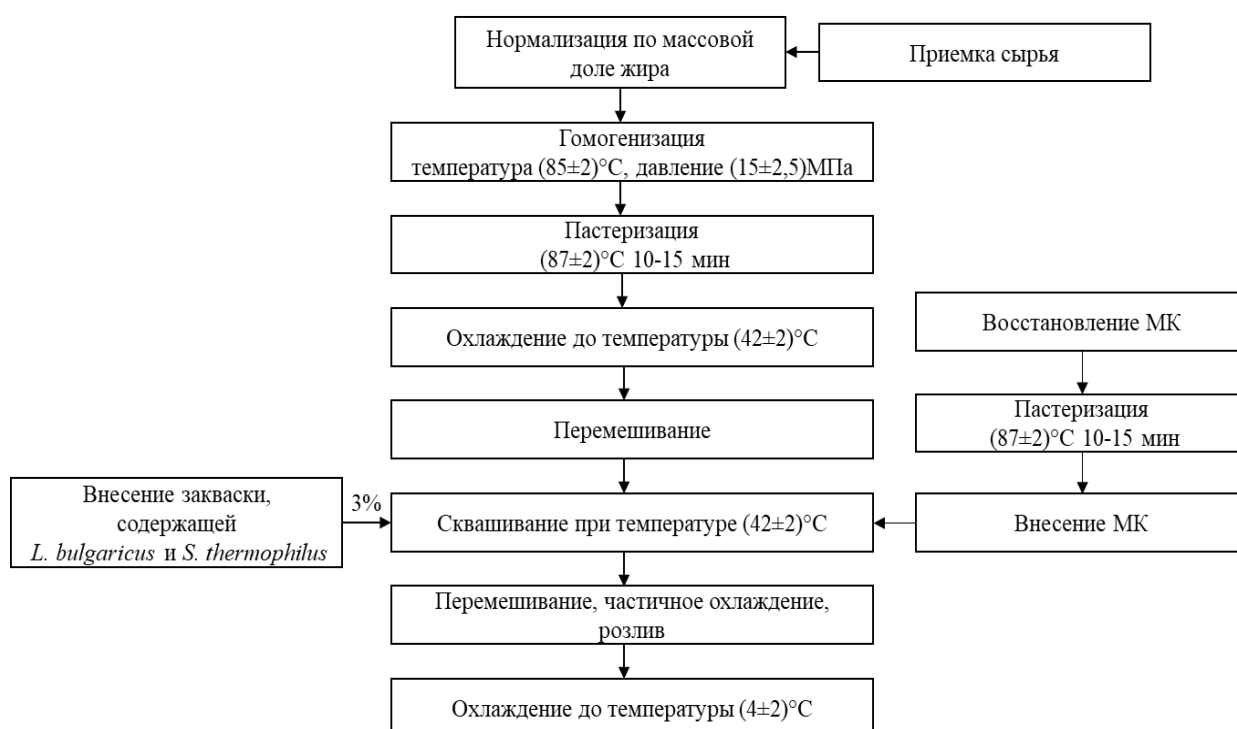 Нормализация по массовой
доле жира
Приемка сырья
Гомогенизация
температура (85±2)°С, давление (15±2,5)МПа
Пастеризация
(87±2)°С 10-15 мин
Охлаждение до температуры (42±2)°С
Восстановление МК
Перемешивание
Пастеризация
(87±2)°С 10-15 мин
Внесение закваски,
содержащей
L. bulgaricus и S. thermophilus
3%
Сквашивание при температуре (42±2)°С
Внесение МК
Перемешивание, частичное охлаждение,
розлив
Охлаждение до температуры (4±2)°С